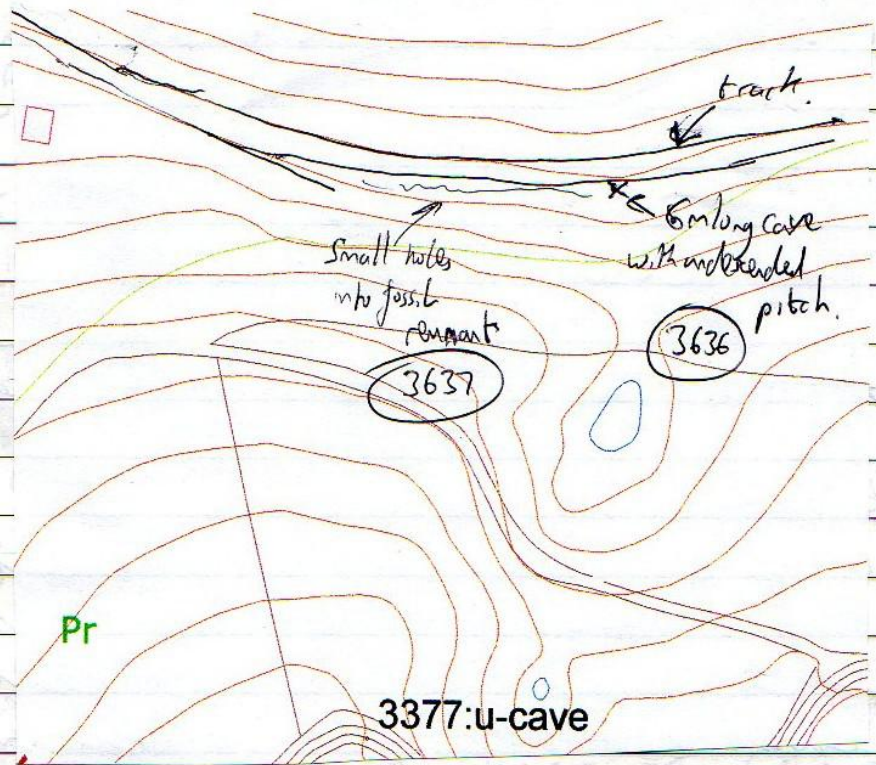 track.
6m long cave
with undescended
pitch.
Small holes
into fossil
remnant
3636
3637
Pr
3377:u-cave